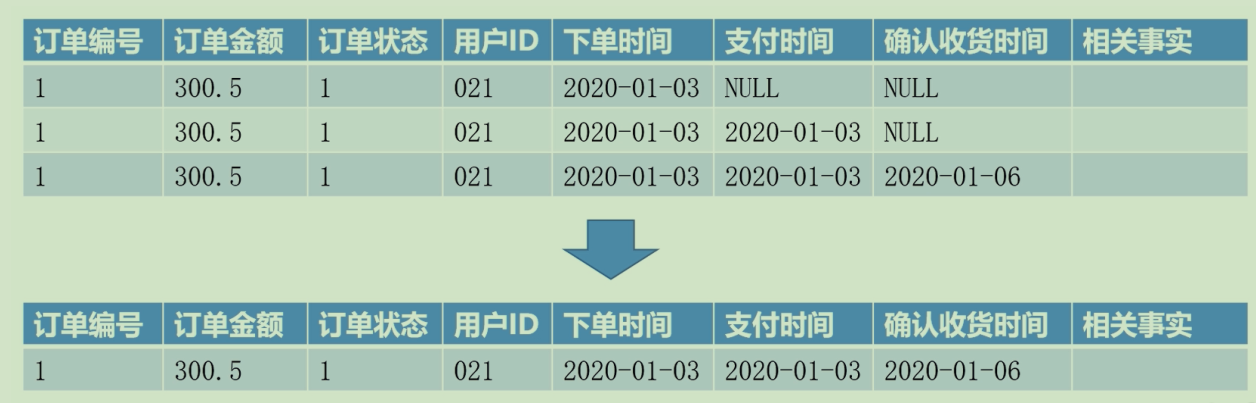 订单编号 订单金额 订单状态 用户ID 下单时间 支付时间 确认收货时间 相关事实
1 300.5 1 021 2020-01-03 NULL NULL
1 300.5 1 021 2020-01-03 2020-01-03 NULL
1 300.5 1 021 2020-01-03 2020-01-03 2020-01-06
订单编号 订单金额 订单状态 用户ID 下单时间 支付时间 确认收货时间 相关事实
1 300.5 1 021 2020-01-03 2020-01-03 2020-01-06